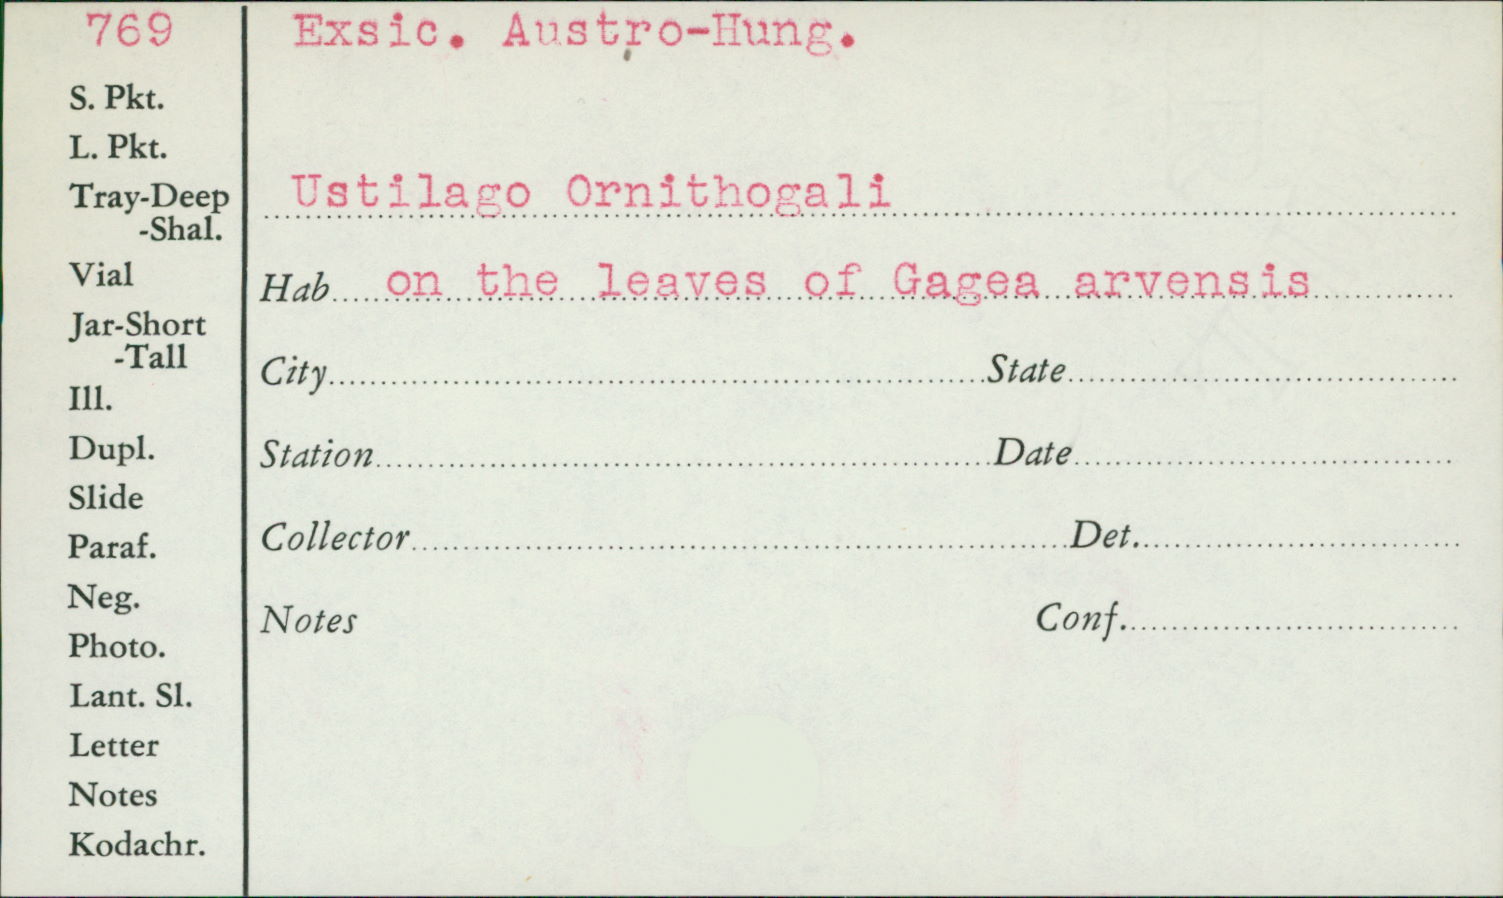 769
Exsic. Austro-Hung.
S. Pkt.
L. Pkt.
Tray-Deep
-Shal.
Vial
Jar-Short
-Tall
Ill.
Dupl.
Slide
Paraf.
Neg.
Photo.
Lant. Sl.
Letter
Notes
Kodachr.
Ustilago Ornithogali
Hab on the leaves of Gagea arvensis
City State
Station Date
Collector Det.
Notes Conf.